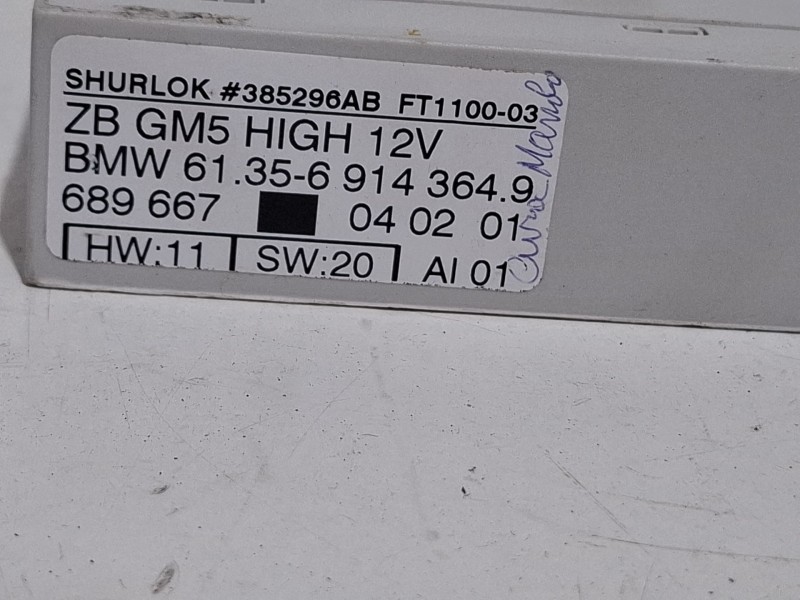 SHURLOK #385296AB FT1100-03
ZB GM5 HIGH 12V
BMW 61.35-6 914 364.9
689 667 04 02 01
HW:11 SW:20 AI 01